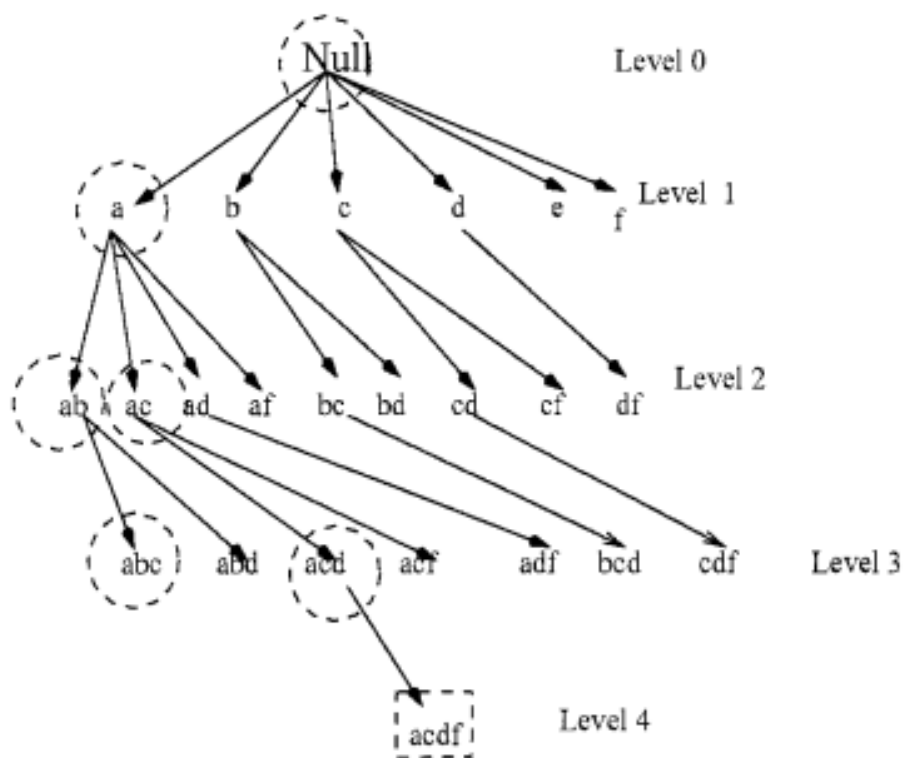 Null Level 0
a b c d e f Level 1
ab ac ad af bc bd cd cf df Level 2
abc abd acd acf adf bcd cdf Level 3
acdf Level 4